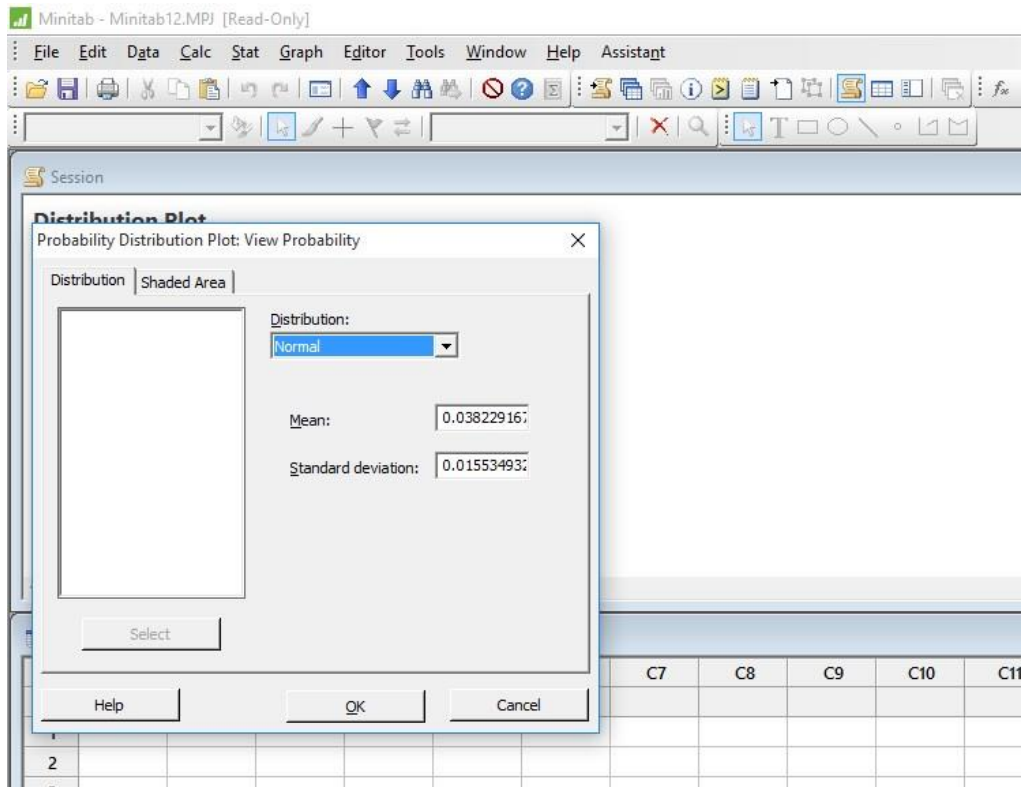 Minitab - Minitab12.MPJ [Read-Only]
File Edit Data Calc Stat Graph Editor Tools Window Help Assistant
Session
Distribution Plot
Probability Distribution Plot: View Probability
Distribution Shaded Area
Distribution:
Normal
Mean: 0.038229167
Standard deviation: 0.015534932
Select
Help OK Cancel
C7 C8 C9 C10 C11
1
2